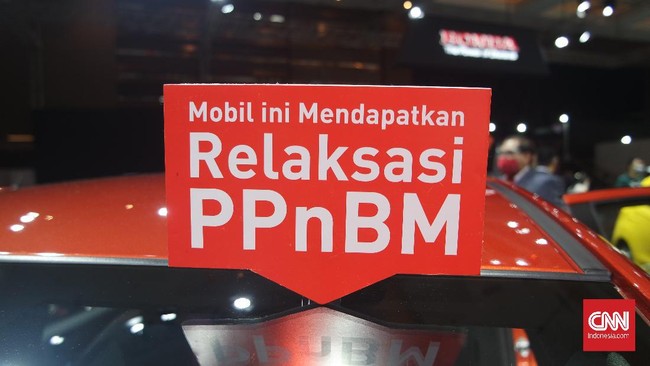 HONDA
Mobil ini Mendapatkan
Relaksasi
PPnBM
CNN
Indonesia.com